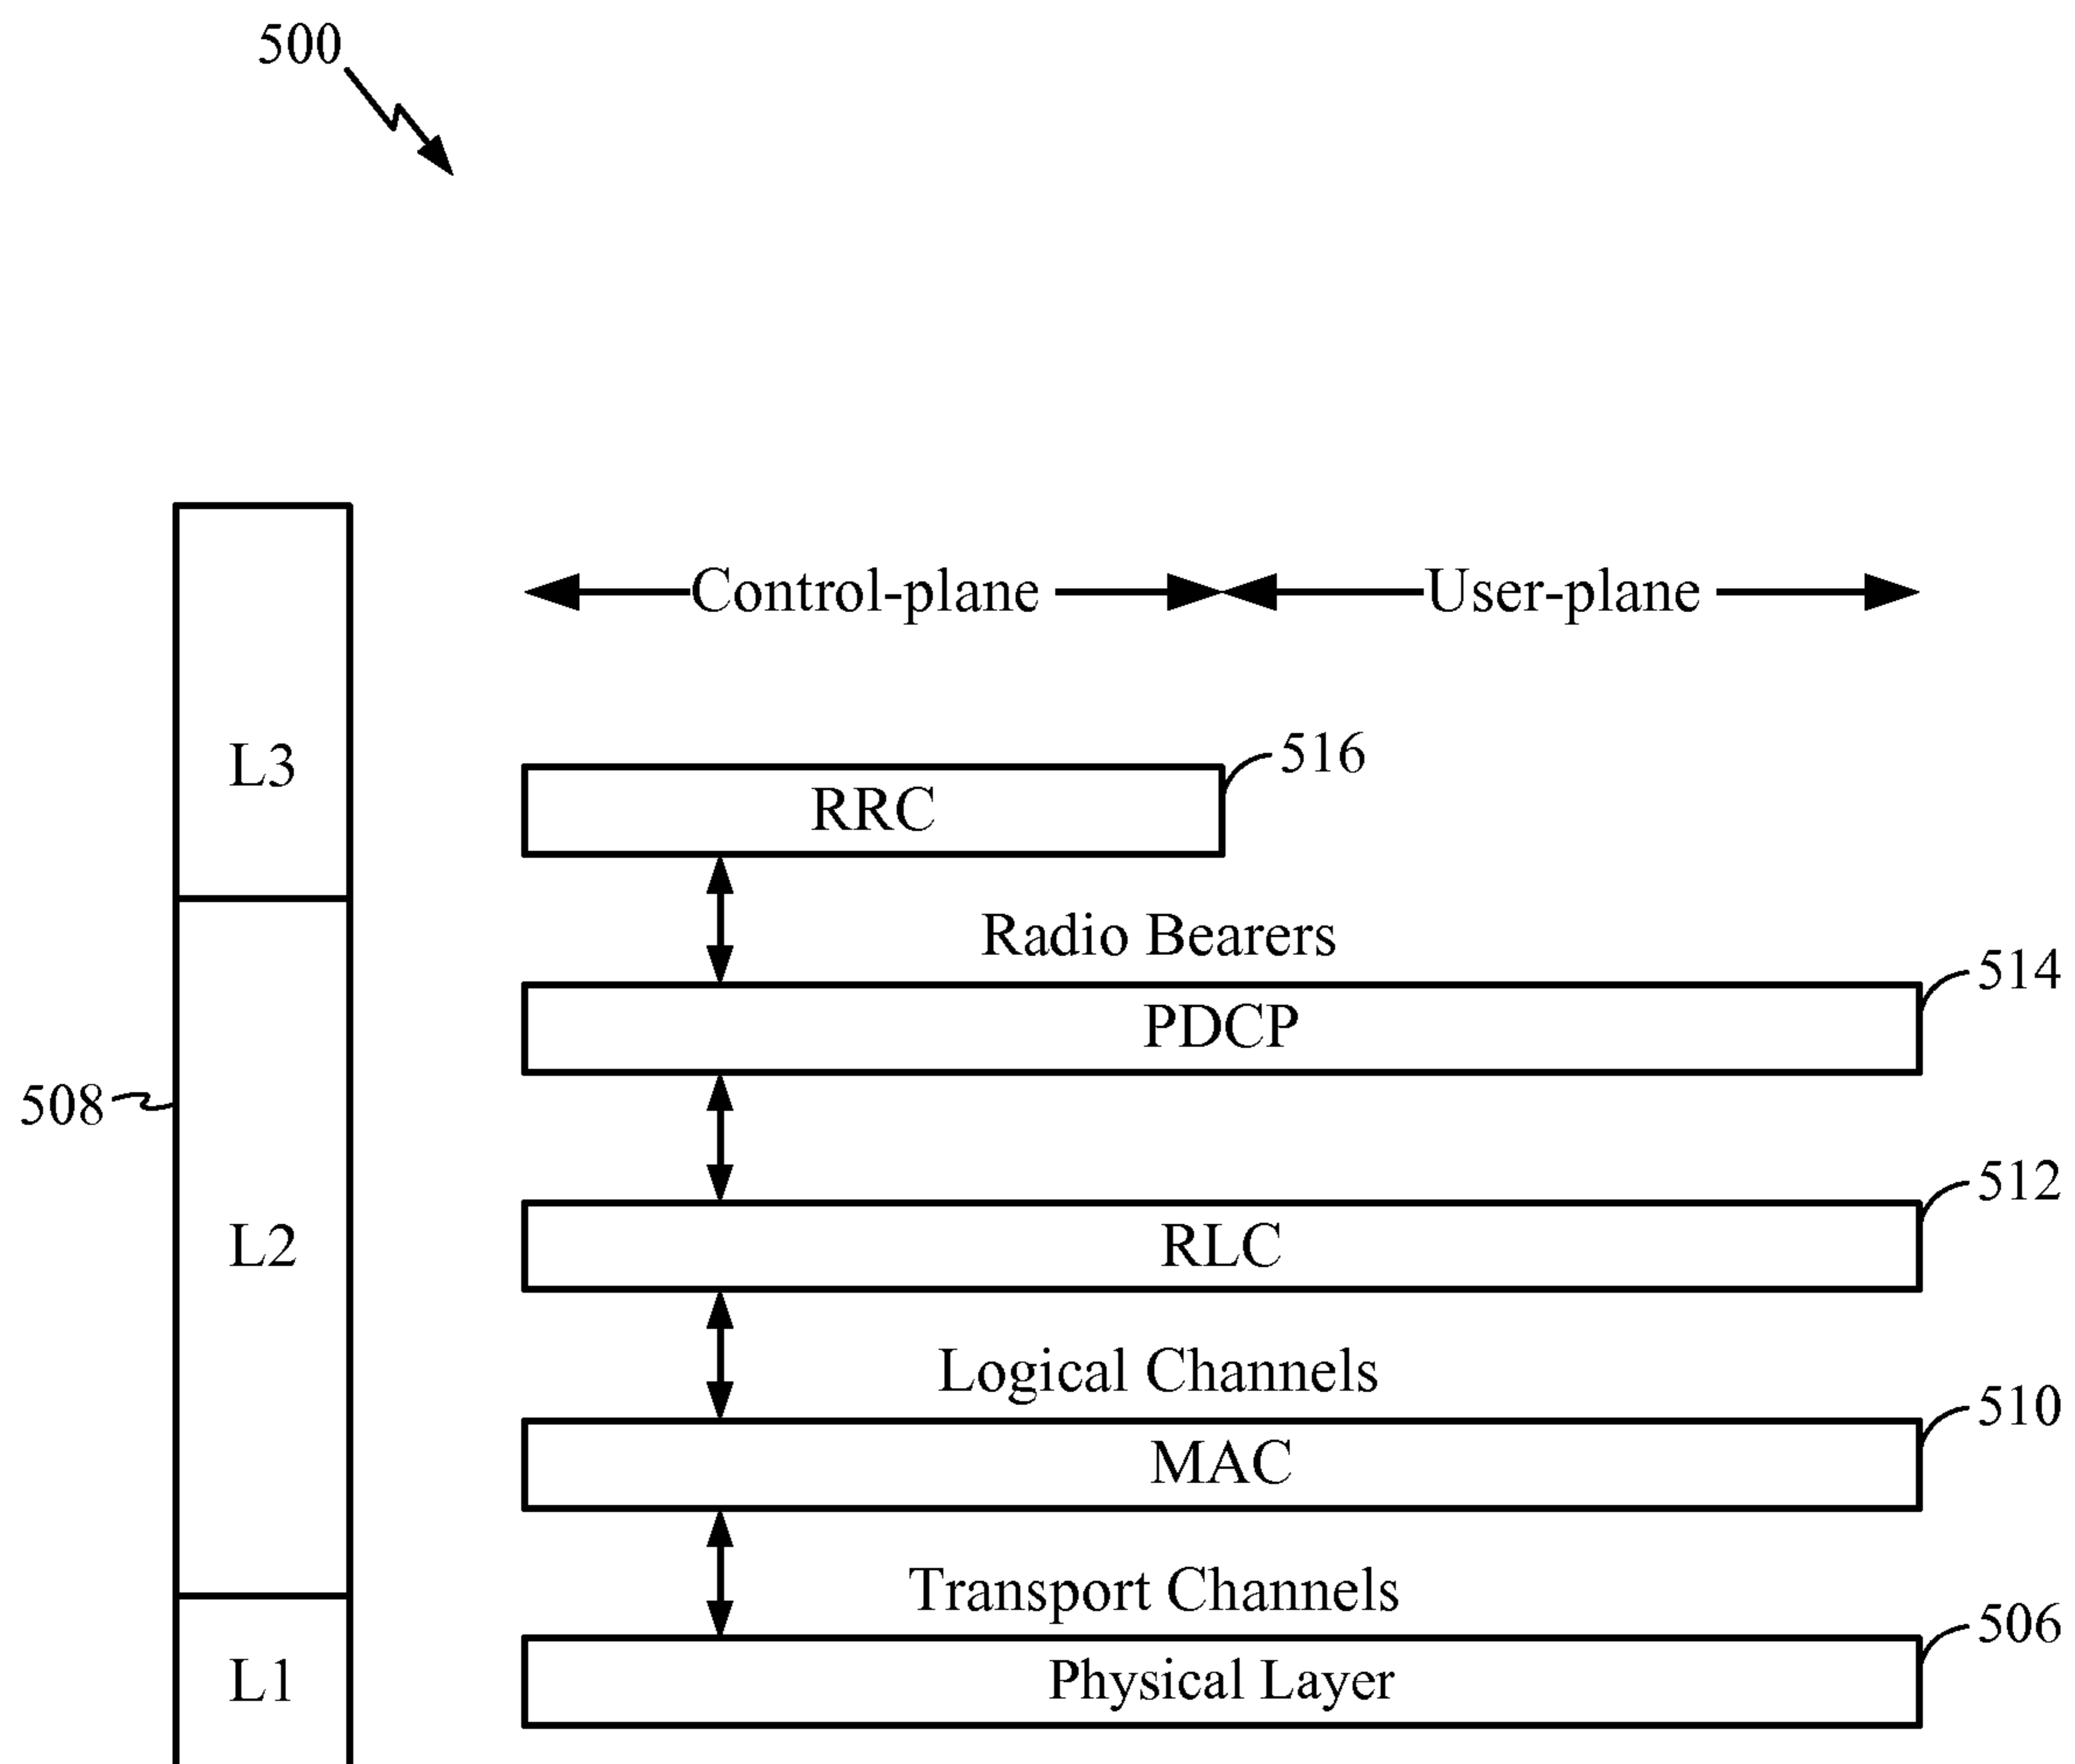 500
Control-plane
User-plane
L3
516
RRC
Radio Bearers
514
PDCP
508
512
L2
RLC
Logical Channels
510
MAC
Transport Channels
506
L1
Physical Layer